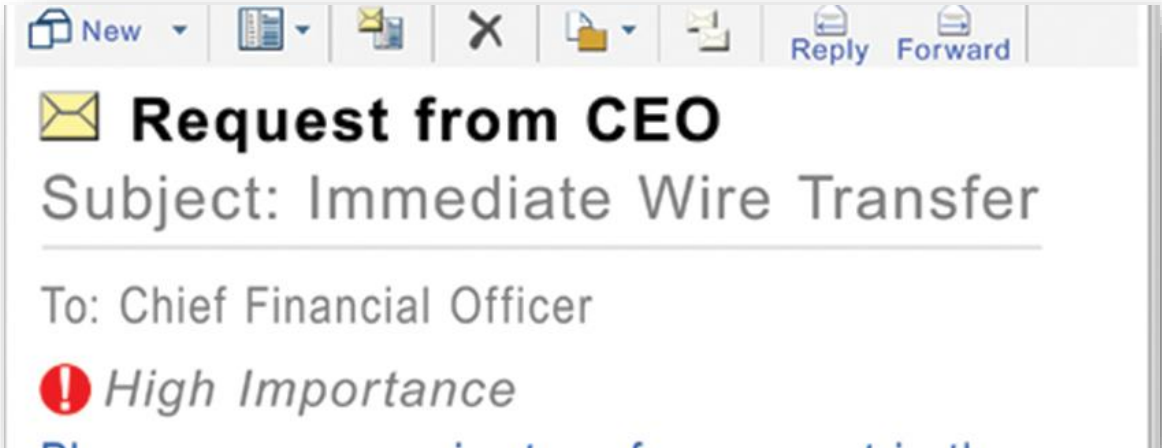 New
Reply Forward
Request from CEO
Subject: Immediate Wire Transfer
To: Chief Financial Officer
High Importance